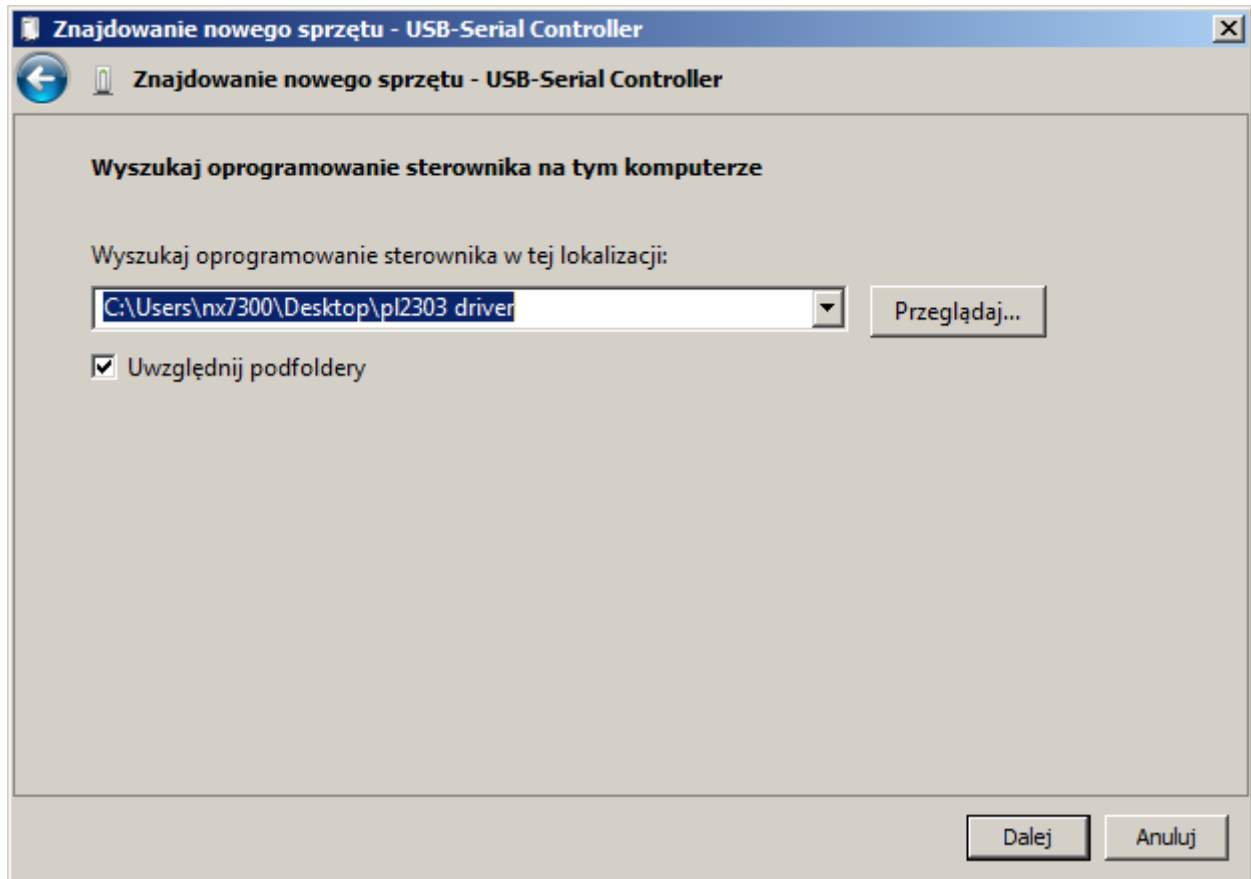 Znajdowanie nowego sprzętu - USB-Serial Controller
Znajdowanie nowego sprzętu - USB-Serial Controller
Wyszukaj oprogramowanie sterownika na tym komputerze
Wyszukaj oprogramowanie sterownika w tej lokalizacji:
C:\Users\nx7300\Desktop\pl2303 driver
Przeglądaj...
Uwzględnij podfoldery
Dalej
Anuluj